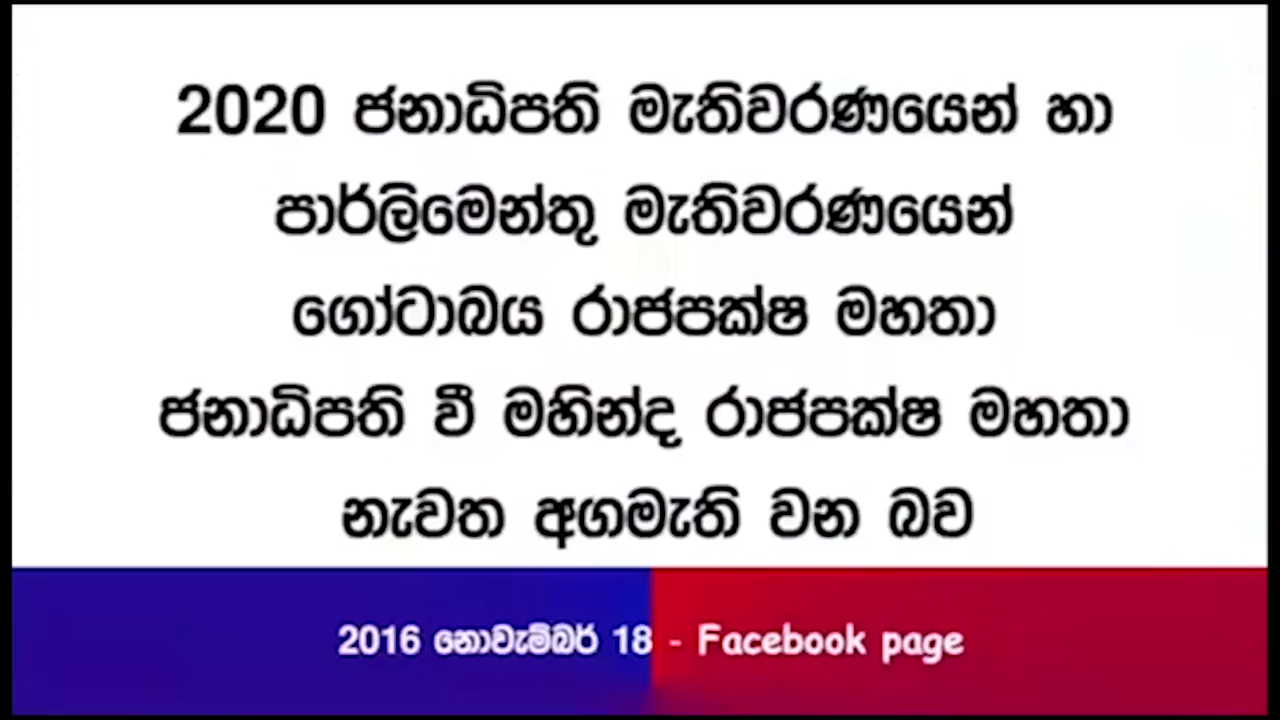 2020 ජනාධිපති මැතිවරණයෙන් හා
පාර්ලිමෙන්තු මැතිවරණයෙන්
ගෝටාබය රාජපක්ෂ මහතා
ජනාධිපති වී මහින්ද රාජපක්ෂ මහතා
නැවත අගමැති වන බව
2016 නොවැම්බර් 18 - Facebook page